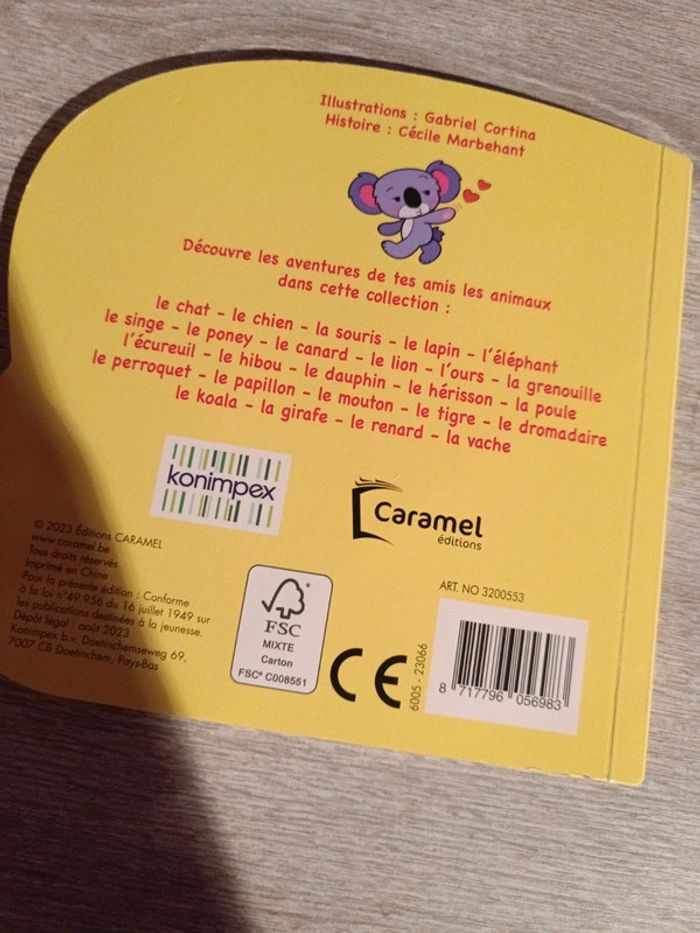 Illustrations : Gabriel Cortina
Histoire : Cécile Marbehant
Découvre les aventures de tes amis les animaux
dans cette collection :
le chat - le chien - la souris - le lapin - l'éléphant
le singe - le poney - le canard - le lion - l'ours - la grenouille
l'écureuil - le hibou - le dauphin - le hérisson - la poule
le perroquet - le papillon - le mouton - le tigre - le dromadaire
le koala - la girafe - le renard - la vache
konimpex
Caramel
éditions
© 2023 Éditions CARAMEL
www.caramel.be
Tous droits réservés
Imprimé en Chine
Pour la présente édition : Conforme
à la loi n°49.956 du 16 juillet 1949 sur
les publications destinées à la jeunesse.
Dépôt légal : août 2023
Konimpex b.v. Doetinchemseweg 69,
7007 CB Doetinchem, Pays-Bas
FSC
MIXTE
Carton
FSC® C008551
CE
6005 - 23066
ART. NO 3200553
8 717796 056983